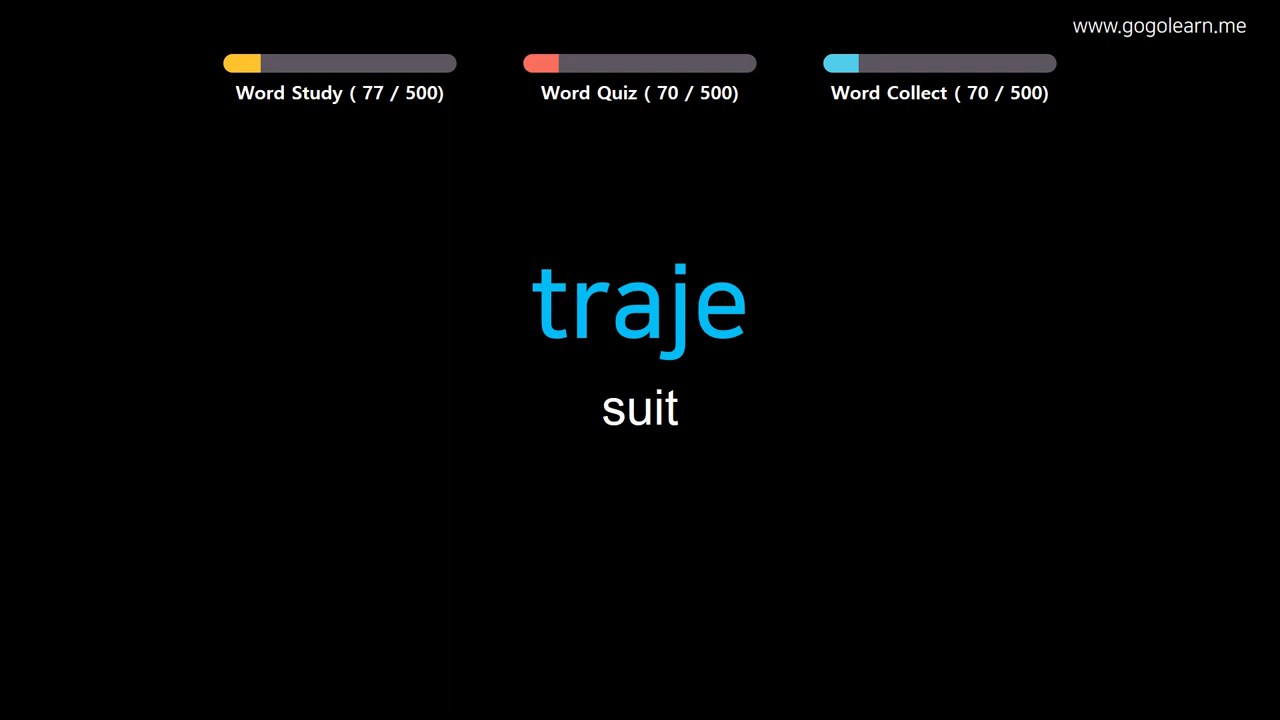 www.gogolearn.me
Word Study ( 77 / 500)
Word Quiz ( 70 / 500)
Word Collect ( 70 / 500)
traje
suit